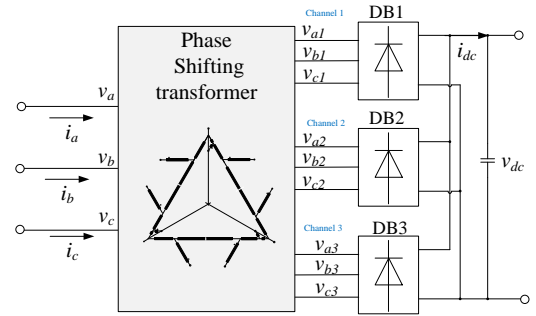 Channel 1
DB1
Phase
Shifting
transformer
v_a1
v_b1
v_c1
i_dc
v_a
i_a
Channel 2
DB2
v_a2
v_b2
v_c2
v_b
i_b
v_dc
v_c
i_c
Channel 3
DB3
v_a3
v_b3
v_c3